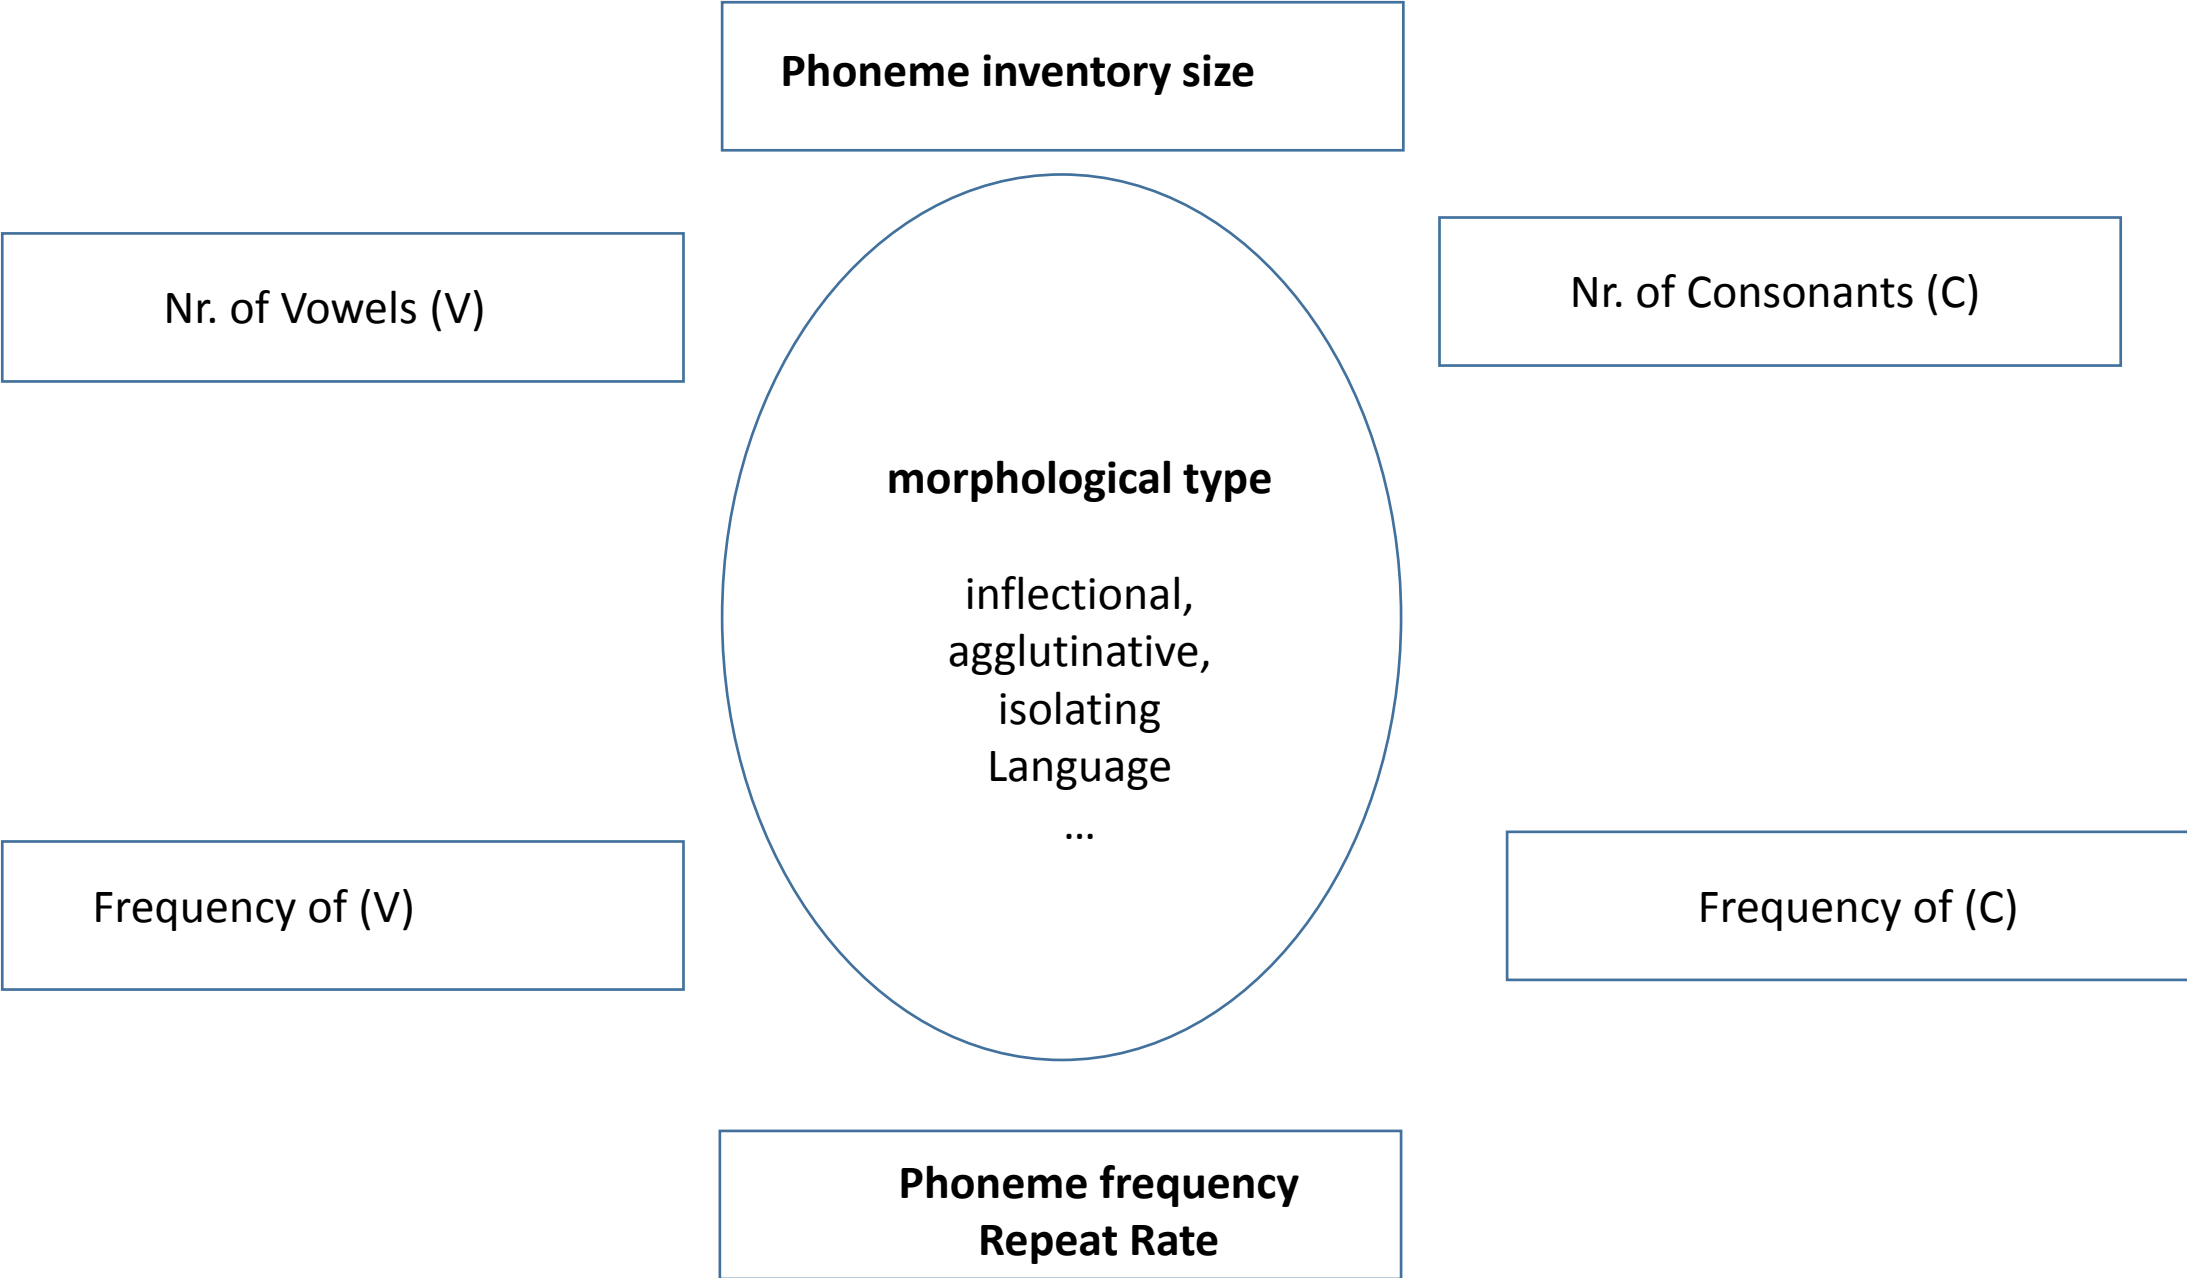 Phoneme inventory size
Nr. of Vowels (V)
Nr. of Consonants (C)
morphological type
inflectional,
agglutinative,
isolating
Language
...
Frequency of (V)
Frequency of (C)
Phoneme frequency
Repeat Rate